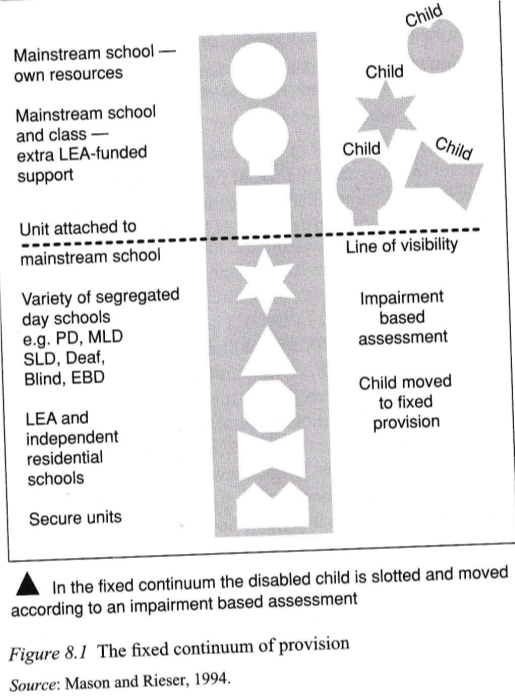 Mainstream school —
own resources
Mainstream school
and class —
extra LEA-funded
support
Unit attached to
mainstream school
Variety of segregated
day schools
e.g. PD, MLD
SLD, Deaf,
Blind, EBD
LEA and
independent
residential
schools
Secure units
Child
Child
Child
Child
Line of visibility
Impairment
based
assessment
Child moved
to fixed
provision
In the fixed continuum the disabled child is slotted and moved
according to an impairment based assessment
Figure 8.1 The fixed continuum of provision
Source: Mason and Rieser, 1994.